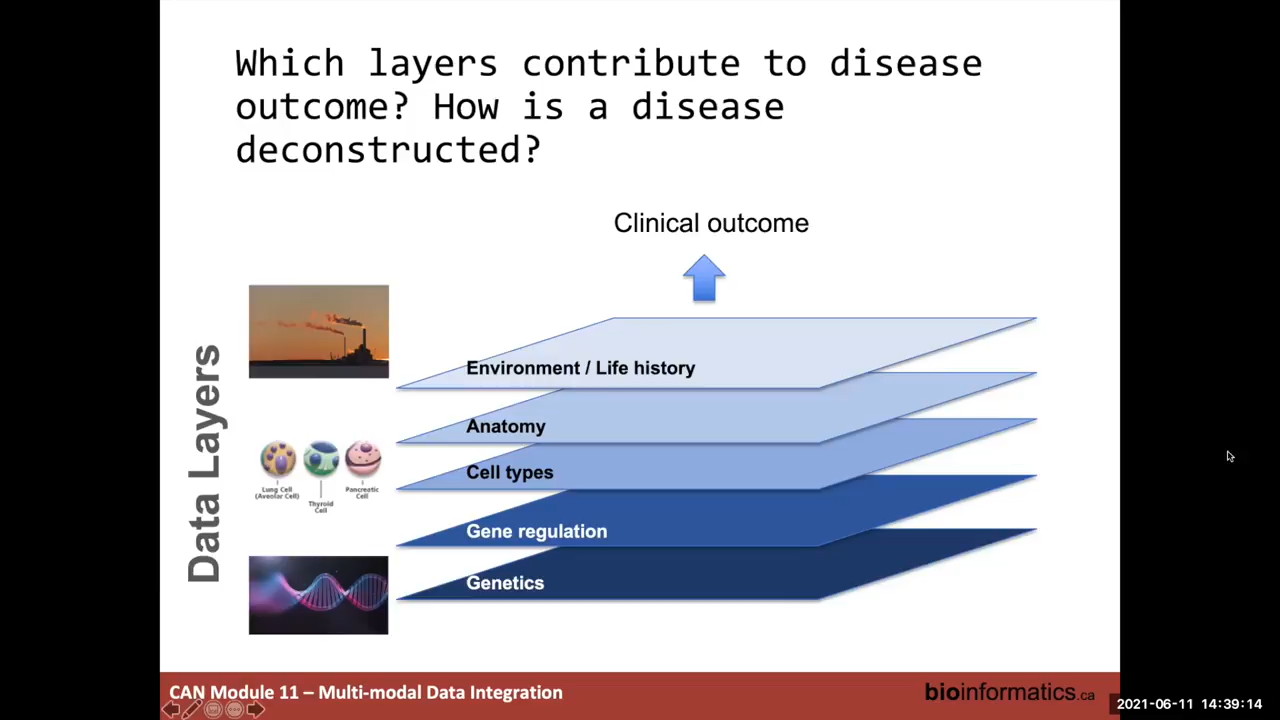 Which layers contribute to disease
outcome? How is a disease
deconstructed?
Clinical outcome
Data Layers
Environment / Life history
Anatomy
Cell types
Lung Cell
(Aveolar Cell)
Thyroid
Cell
Pancreatic
Cell
Gene regulation
Genetics
CAN Module 11 – Multi-modal Data Integration
bioinformatics.ca
2021-06-11 14:39:14